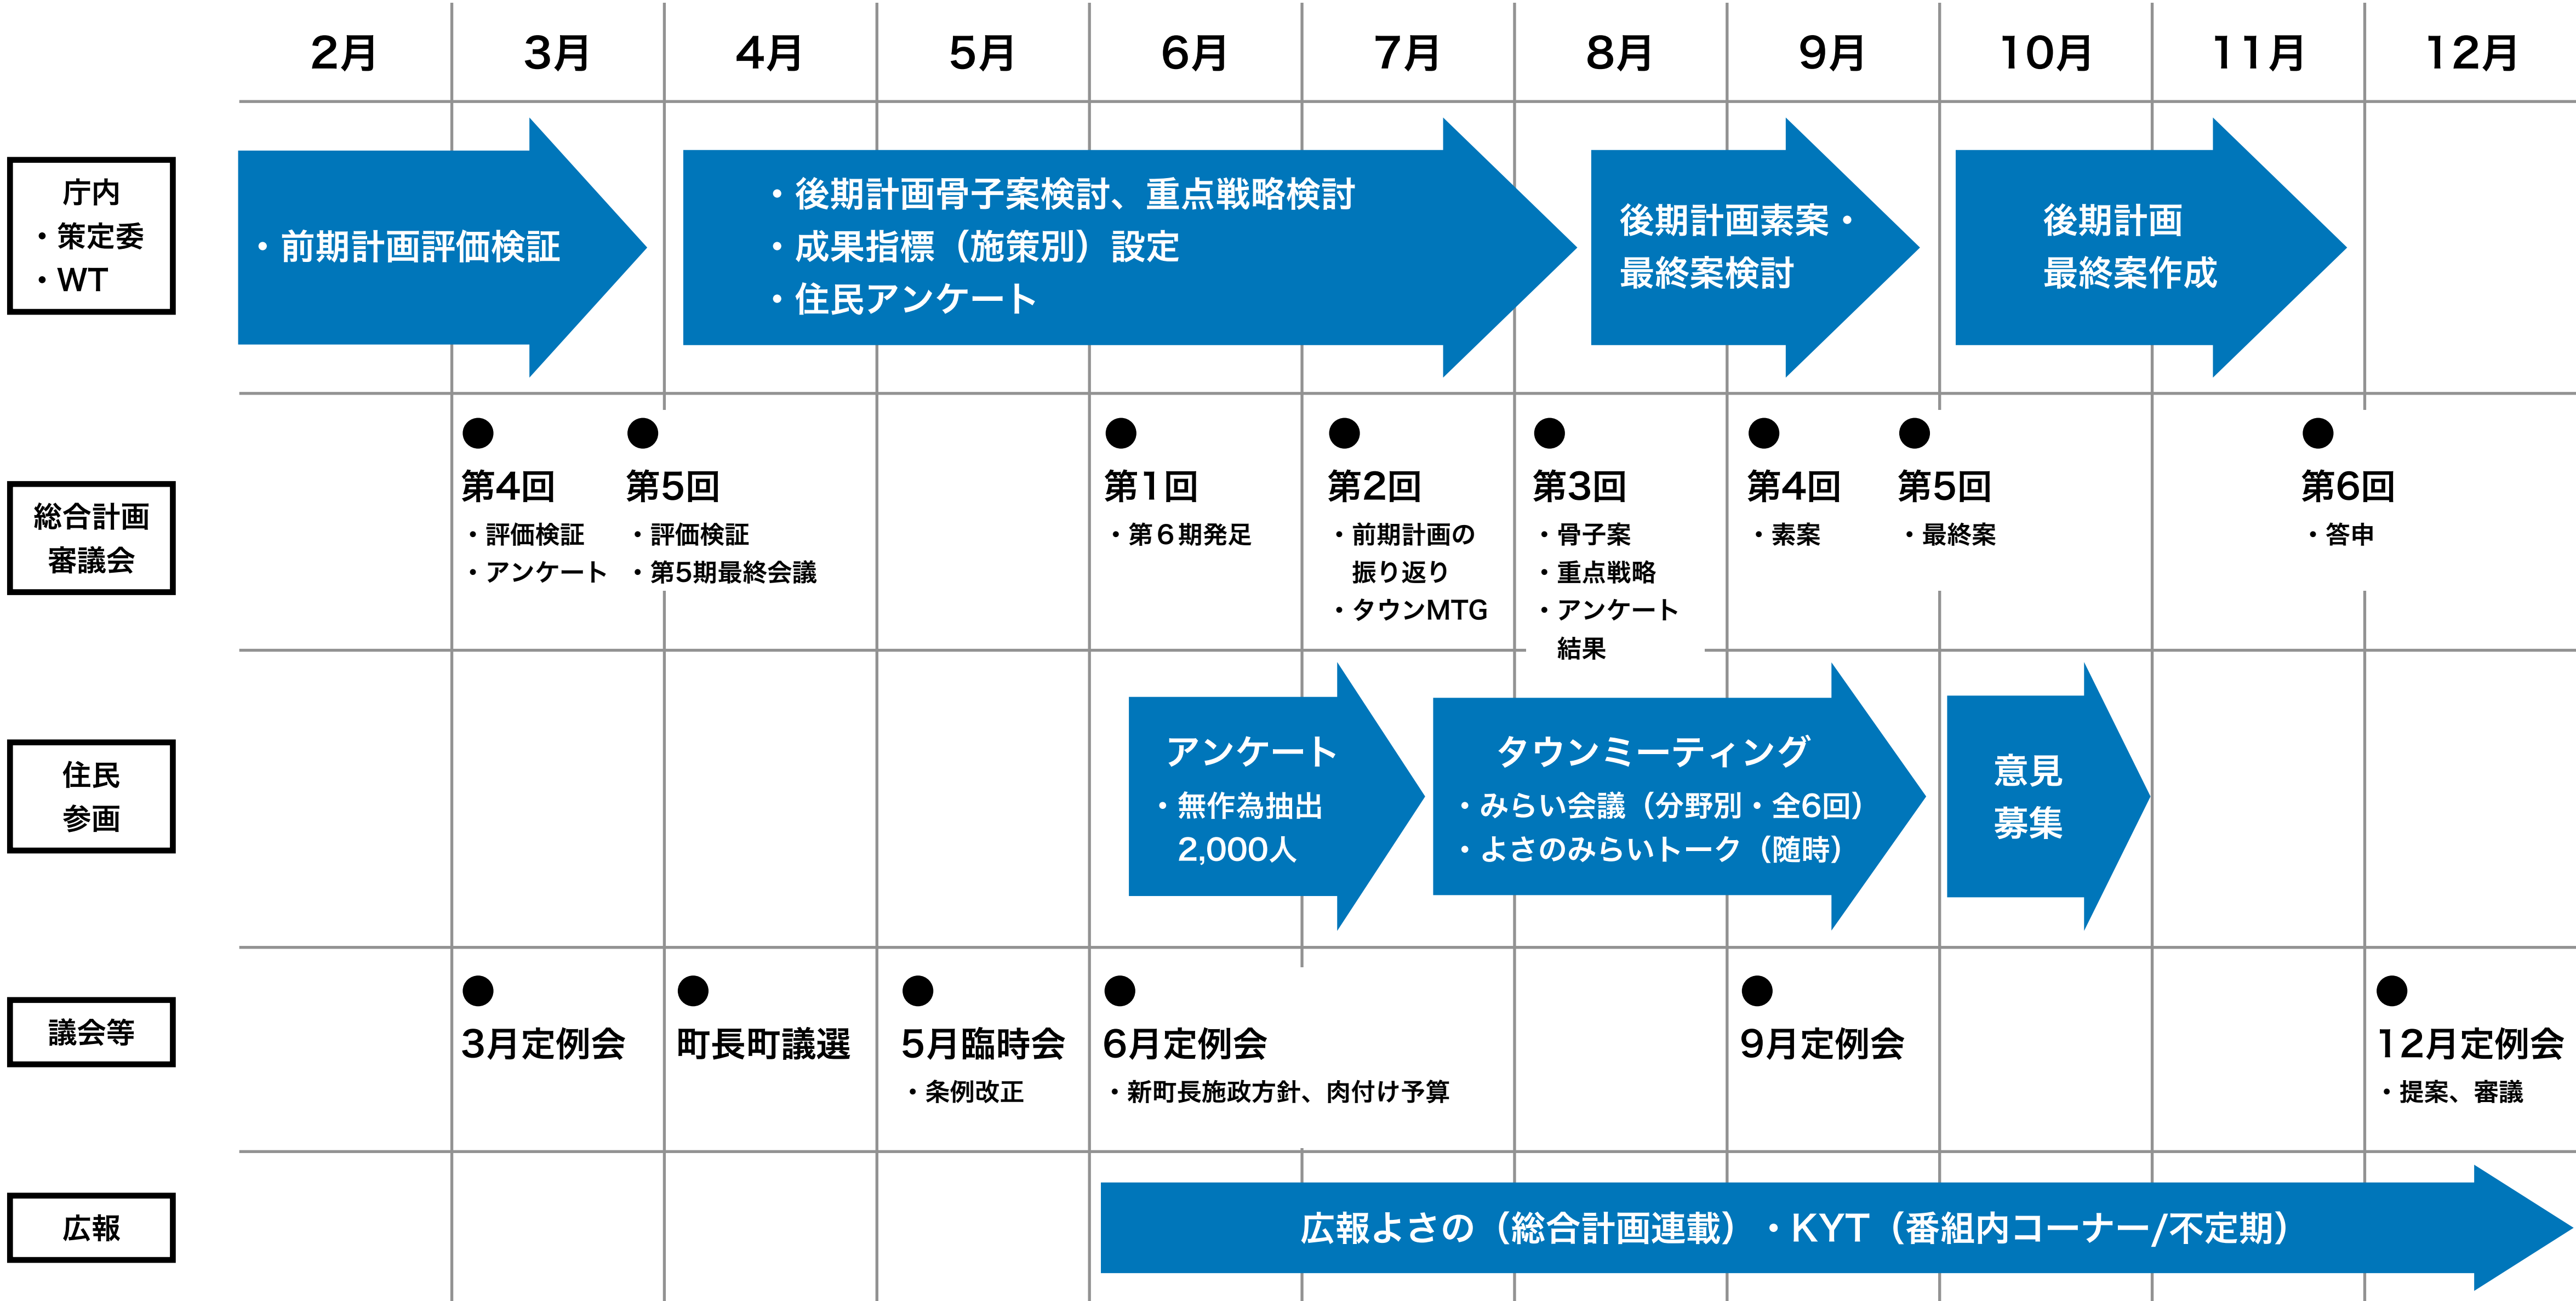 2月 3月 4月 5月 6月 7月 8月 9月 10月 11月 12月
庁内
・策定委
・WT
・前期計画評価検証
・後期計画骨子案検討、重点戦略検討
・成果指標（施策別）設定
・住民アンケート
後期計画素案・
最終案検討
後期計画
最終案作成
総合計画
審議会
第4回
・評価検証
・アンケート
第5回
・評価検証
・第5期最終会議
第1回
・第６期発足
第2回
・前期計画の
振り返り
・タウンMTG
第3回
・骨子案
・重点戦略
・アンケート
結果
第4回
・素案
第5回
・最終案
第6回
・答申
住民
参画
アンケート
・無作為抽出
2,000人
タウンミーティング
・みらい会議（分野別・全6回）
・よさのみらいトーク（随時）
意見
募集
議会等
3月定例会
町長町議選
5月臨時会
・条例改正
6月定例会
・新町長施政方針、肉付け予算
9月定例会
12月定例会
・提案、審議
広報
広報よさの（総合計画連載）・KYT（番組内コーナー/不定期）